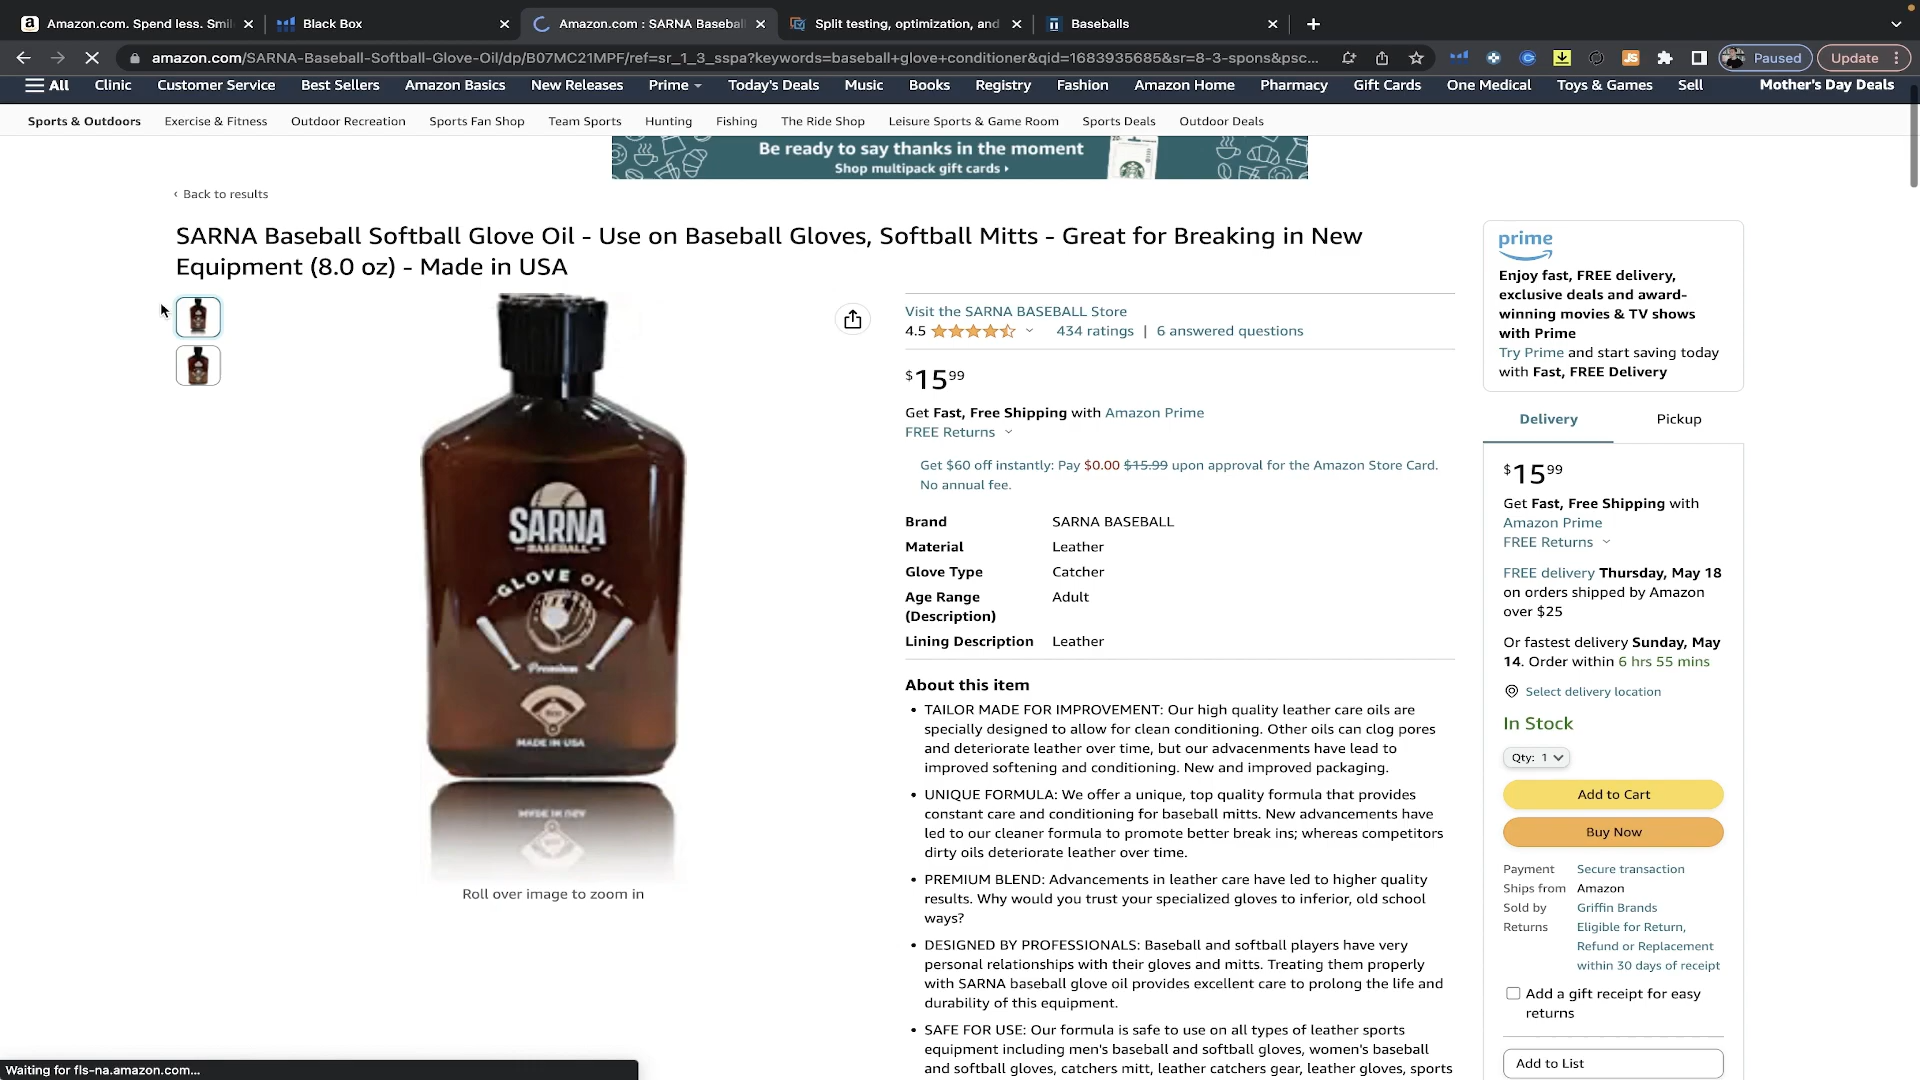 Amazon.com. Spend less. Smil
Black Box
Amazon.com : SARNA Baseball
Split testing, optimization, and
Baseballs
amazon.com/SARNA-Baseball-Softball-Glove-Oil/dp/B07MC21MPF/ref=sr_1_3_sspa?keywords=baseball+glove+conditioner&qid=1683935685&sr=8-3-spons&psc...
Paused
Update
All
Clinic
Customer Service
Best Sellers
Amazon Basics
New Releases
Prime
Today's Deals
Music
Books
Registry
Fashion
Amazon Home
Pharmacy
Gift Cards
One Medical
Toys & Games
Sell
Mother's Day Deals
Sports & Outdoors
Exercise & Fitness
Outdoor Recreation
Sports Fan Shop
Team Sports
Hunting
Fishing
The Ride Shop
Leisure Sports & Game Room
Sports Deals
Outdoor Deals
Be ready to say thanks in the moment
Shop multipack gift cards ›
‹ Back to results
SARNA Baseball Softball Glove Oil - Use on Baseball Gloves, Softball Mitts - Great for Breaking in New
Equipment (8.0 oz) - Made in USA
SARNA
BASEBALL
GLOVE OIL
Premium
MADE IN USA
Roll over image to zoom in
Visit the SARNA BASEBALL Store
4.5
434 ratings | 6 answered questions
$15 99
Get Fast, Free Shipping with Amazon Prime
FREE Returns
Get $60 off instantly: Pay $0.00 $15.99 upon approval for the Amazon Store Card.
No annual fee.
Brand SARNA BASEBALL
Material Leather
Glove Type Catcher
Age Range Adult
(Description)
Lining Description Leather
About this item
• TAILOR MADE FOR IMPROVEMENT: Our high quality leather care oils are
specially designed to allow for clean conditioning. Other oils can clog pores
and deteriorate leather over time, but our advacenments have lead to
improved softening and conditioning. New and improved packaging.
• UNIQUE FORMULA: We offer a unique, top quality formula that provides
constant care and conditioning for baseball mitts. New advancements have
led to our cleaner formula to promote better break ins; whereas competitors
dirty oils deteriorate leather over time.
• PREMIUM BLEND: Advancements in leather care have led to higher quality
results. Why would you trust your specialized gloves to inferior, old school
ways?
• DESIGNED BY PROFESSIONALS: Baseball and softball players have very
personal relationships with their gloves and mitts. Treating them properly
with SARNA baseball glove oil provides excellent care to prolong the life and
durability of this equipment.
• SAFE FOR USE: Our formula is safe to use on all types of leather sports
equipment including men's baseball and softball gloves, women's baseball
and softball gloves, catchers mitt, leather catchers gear, leather gloves, sports
prime
Enjoy fast, FREE delivery,
exclusive deals and award-
winning movies & TV shows
with Prime
Try Prime and start saving today
with Fast, FREE Delivery
Delivery
Pickup
$15 99
Get Fast, Free Shipping with
Amazon Prime
FREE Returns
FREE delivery Thursday, May 18
on orders shipped by Amazon
over $25
Or fastest delivery Sunday, May
14. Order within 6 hrs 55 mins
Select delivery location
In Stock
Qty: 1
Add to Cart
Buy Now
Payment Secure transaction
Ships from Amazon
Sold by Griffin Brands
Returns Eligible for Return,
Refund or Replacement
within 30 days of receipt
Add a gift receipt for easy
returns
Add to List
Waiting for fls-na.amazon.com...